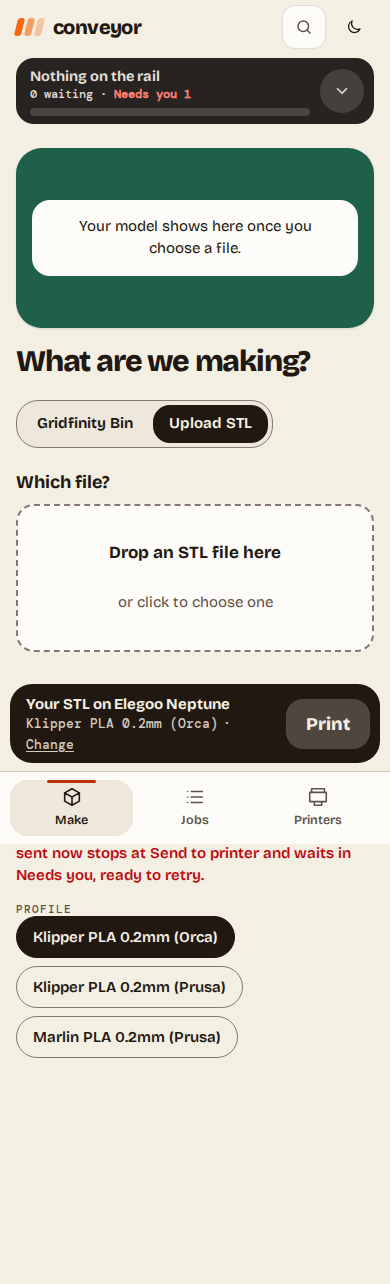 conveyor
Nothing on the rail
0 waiting · Needs you 1
Your model shows here once you
choose a file.
What are we making?
Gridfinity Bin
Upload STL
Which file?
Drop an STL file here
or click to choose one
Your STL on Elegoo Neptune
Klipper PLA 0.2mm (Orca) ·
Change
Print
Make
Jobs
Printers
sent now stops at Send to printer and waits in
Needs you, ready to retry.
PROFILE
Klipper PLA 0.2mm (Orca)
Klipper PLA 0.2mm (Prusa)
Marlin PLA 0.2mm (Prusa)